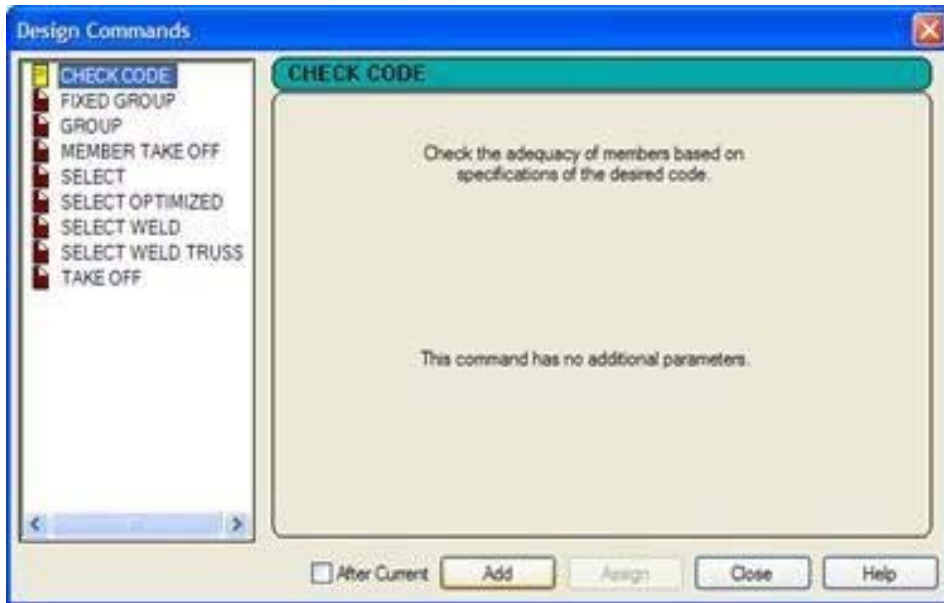 Design Commands
CHECK CODE
FIXED GROUP
GROUP
MEMBER TAKE OFF
SELECT
SELECT OPTIMIZED
SELECT WELD
SELECT WELD TRUSS
TAKE OFF
CHECK CODE
Check the adequacy of members based on
specifications of the desired code.
This command has no additional parameters.
After Current
Add
Assign
Close
Help